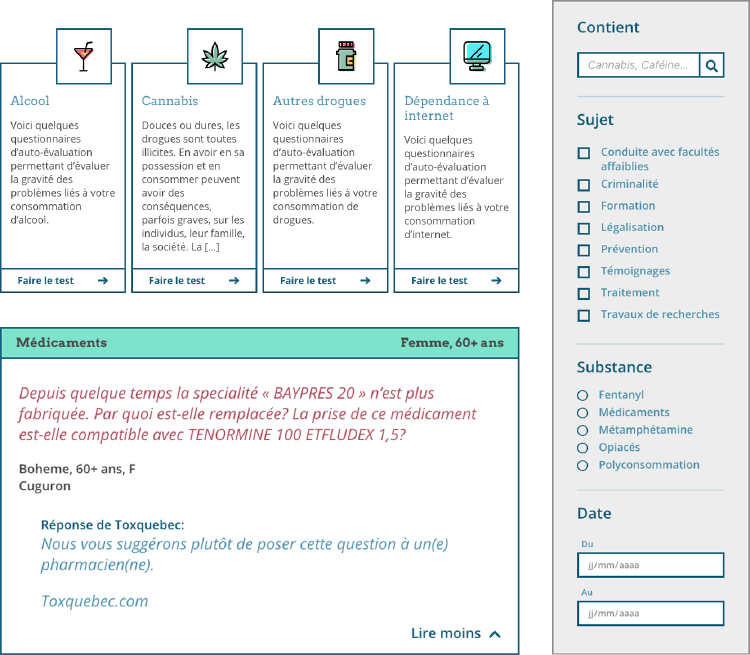 Alcool
Voici quelques
questionnaires
d'auto-évaluation
permettant d'évaluer
la gravité des
problèmes liés à votre
consommation
d'alcool.
Faire le test
Cannabis
Douces ou dures, les
drogues sont toutes
illicites. En avoir en sa
possession et en
consommer peuvent
avoir des
conséquences,
parfois graves, sur les
individus, leur famille,
la société. La [...]
Faire le test
Autres drogues
Voici quelques
questionnaires
d'auto-évaluation
permettant d'évaluer
la gravité des
problèmes liés à votre
consommation de
drogues.
Faire le test
Dépendance à
internet
Voici quelques
questionnaires
d'auto-évaluation
permettant d'évaluer
la gravité des
problèmes liés à votre
consommation
d'internet.
Faire le test
Médicaments
Femme, 60+ ans
Depuis quelque temps la specialité « BAYPRES 20 » n'est plus
fabriquée. Par quoi est-elle remplacée? La prise de ce médicament
est-elle compatible avec TENORMINE 100 ETFLUDEX 1,5?
Boheme, 60+ ans, F
Cuguron
Réponse de Toxquebec:
Nous vous suggérons plutôt de poser cette question à un(e)
pharmacien(ne).
Toxquebec.com
Lire moins
Contient
Cannabis, Caféine...
Sujet
Conduite avec facultés
affaiblies
Criminalité
Formation
Légalisation
Prévention
Témoignages
Traitement
Travaux de recherches
Substance
Fentanyl
Médicaments
Métamphétamine
Opiacés
Polyconsommation
Date
Du
jj/mm/aaaa
Au
jj/mm/aaaa